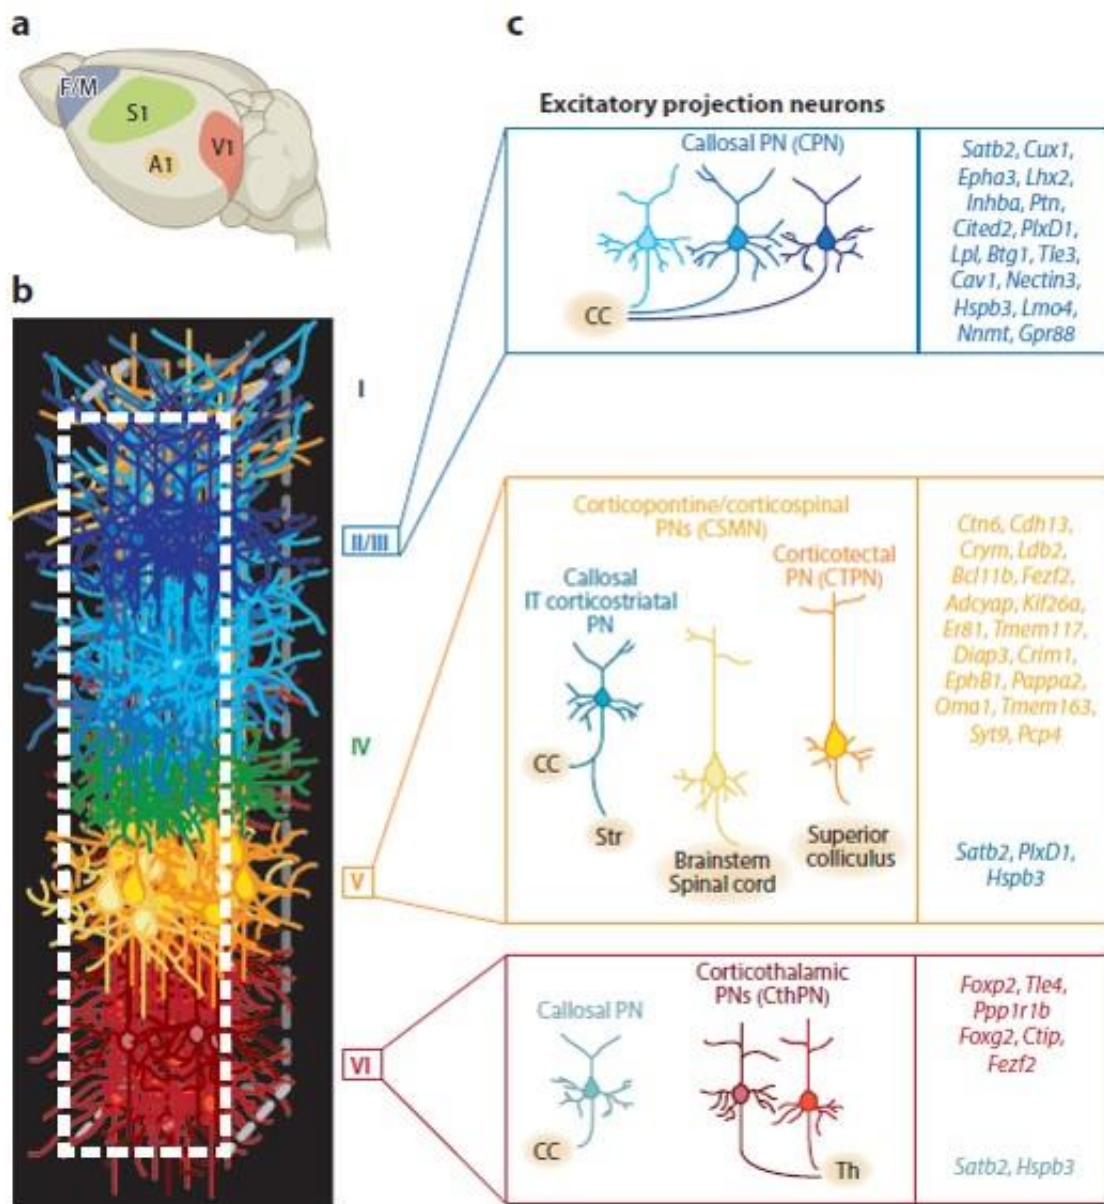 a
F/M
S1
A1
V1
b
I
II/III
IV
V
VI
c
Excitatory projection neurons
Callosal PN (CPN)
CC
Satb2, Cux1,
Epha3, Lhx2,
Inhba, Ptn,
Cited2, PlxD1,
Lpl, Btg1, Tle3,
Cav1, Nectin3,
Hspb3, Lmo4,
Nnmt, Gpr88
Corticopontine/corticospinal
PNs (CSMN)
Corticotectal
PN (CTPN)
Callosal
IT corticostriatal
PN
CC
Str
Brainstem
Spinal cord
Superior
colliculus
Ctn6, Cdh13,
Crym, Ldb2,
Bcl11b, Fezf2,
Adcyap, Kif26a,
Er81, Tmem117,
Diap3, Crim1,
EphB1, Pappa2,
Oma1, Tmem163,
Syt9, Pcp4
Satb2, PlxD1,
Hspb3
Callosal PN
CC
Corticothalamic
PNs (CthPN)
Th
Foxp2, Tle4,
Ppp1r1b
Foxg2, Ctip,
Fezf2
Satb2, Hspb3